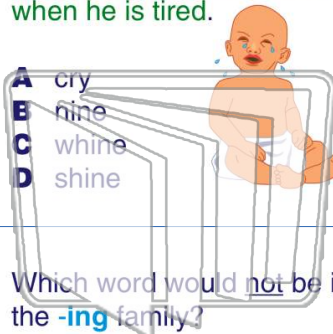 when he is tired.
A cry
B nine
C whine
D shine
Which word would not be i
the -ing family?